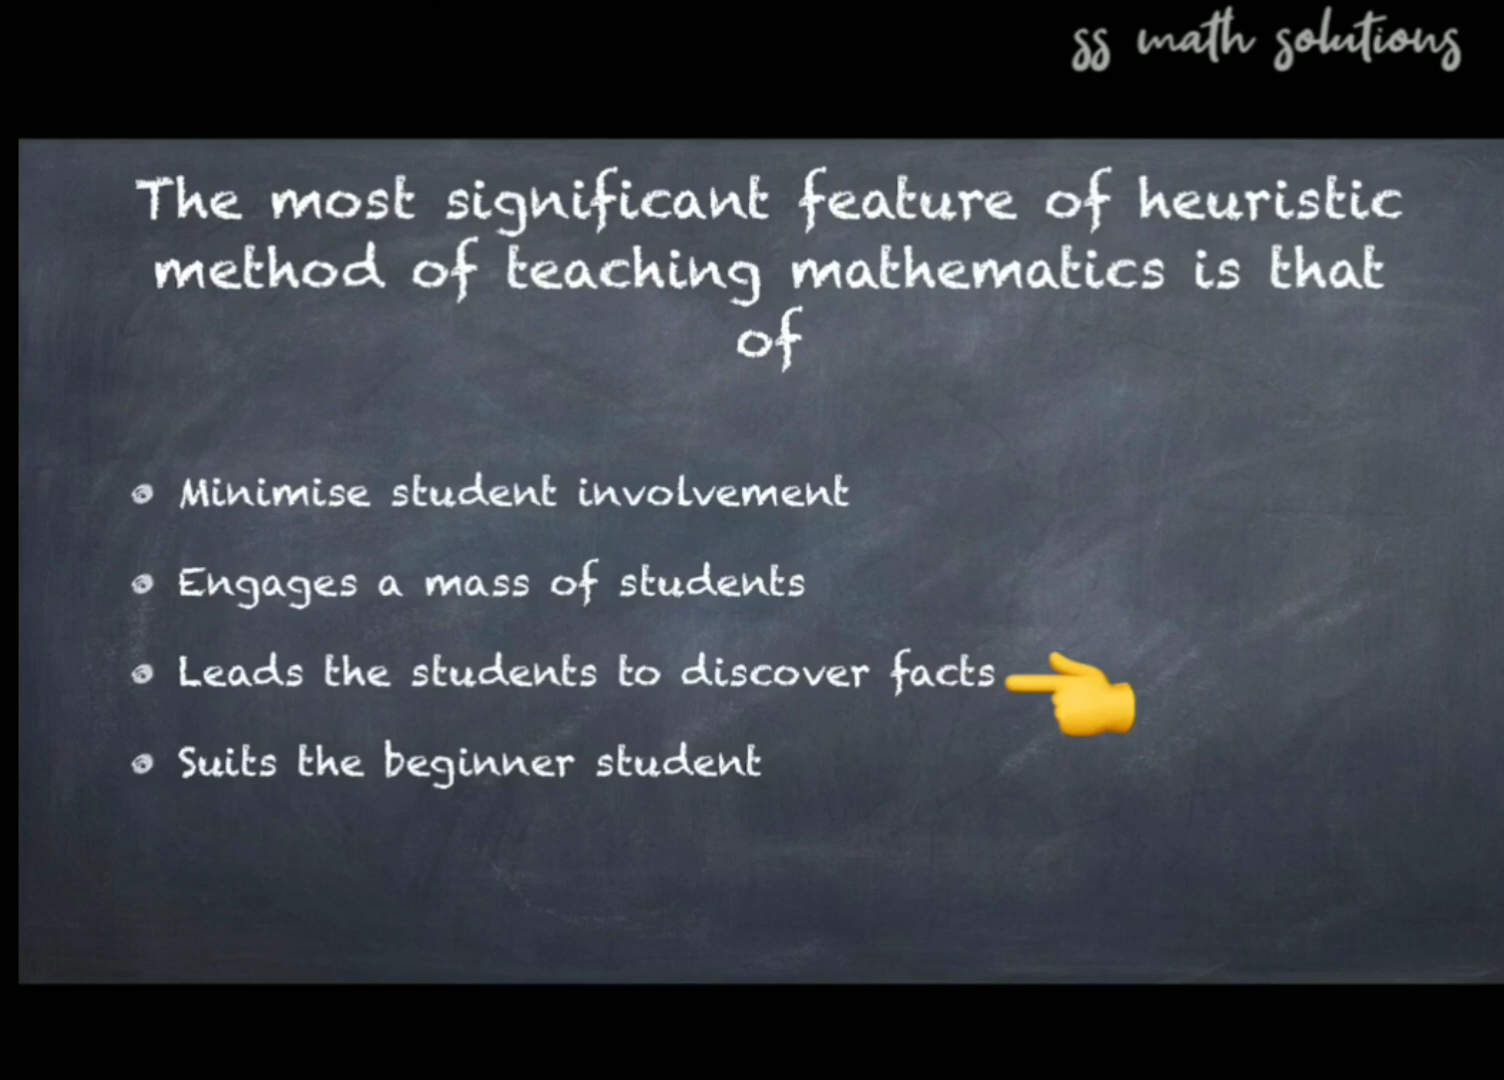 ss math solutions
The most significant feature of heuristic
method of teaching mathematics is that
of
Minimise student involvement
Engages a mass of students
Leads the students to discover facts
Suits the beginner student